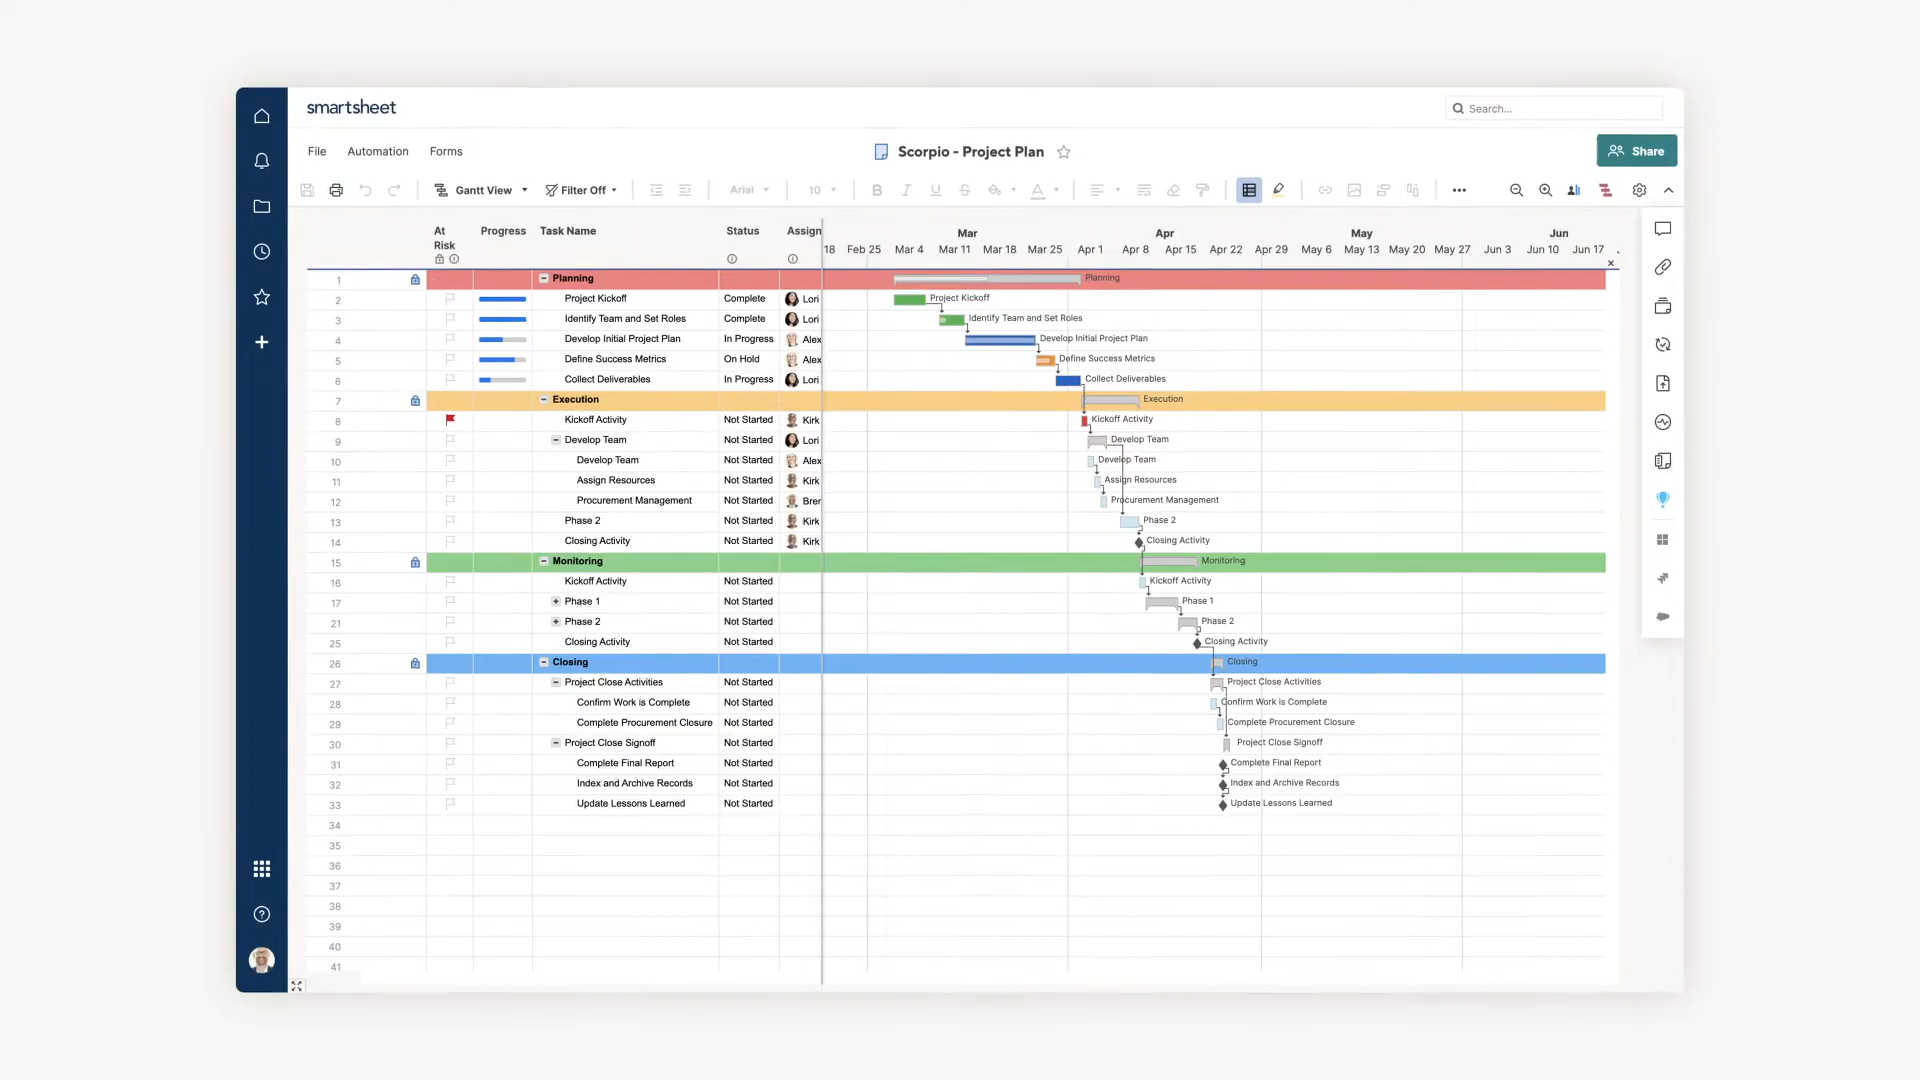 smartsheet
Search...
File Automation Forms
Scorpio - Project Plan
Share
Gantt View Filter Off Arial 10 B I U S A
At Risk Progress Task Name Status Assign
Mar Apr May Jun
18 Feb 25 Mar 4 Mar 11 Mar 18 Mar 25 Apr 1 Apr 8 Apr 15 Apr 22 Apr 29 May 6 May 13 May 20 May 27 Jun 3 Jun 10 Jun 17
1 Planning Planning
2 Project Kickoff Complete Lori Project Kickoff
3 Identify Team and Set Roles Complete Lori Identify Team and Set Roles
4 Develop Initial Project Plan In Progress Alex Develop Initial Project Plan
5 Define Success Metrics On Hold Alex Define Success Metrics
6 Collect Deliverables In Progress Lori Collect Deliverables
7 Execution Execution
8 Kickoff Activity Not Started Kirk Kickoff Activity
9 Develop Team Not Started Lori Develop Team
10 Develop Team Not Started Alex Develop Team
11 Assign Resources Not Started Kirk Assign Resources
12 Procurement Management Not Started Bren Procurement Management
13 Phase 2 Not Started Kirk Phase 2
14 Closing Activity Not Started Kirk Closing Activity
15 Monitoring Monitoring
16 Kickoff Activity Not Started Kickoff Activity
17 Phase 1 Not Started Phase 1
21 Phase 2 Not Started Phase 2
25 Closing Activity Not Started Closing Activity
26 Closing Closing
27 Project Close Activities Not Started Project Close Activities
28 Confirm Work is Complete Not Started Confirm Work is Complete
29 Complete Procurement Closure Not Started Complete Procurement Closure
30 Project Close Signoff Not Started Project Close Signoff
31 Complete Final Report Not Started Complete Final Report
32 Index and Archive Records Not Started Index and Archive Records
33 Update Lessons Learned Not Started Update Lessons Learned
34
35
36
37
38
39
40
41